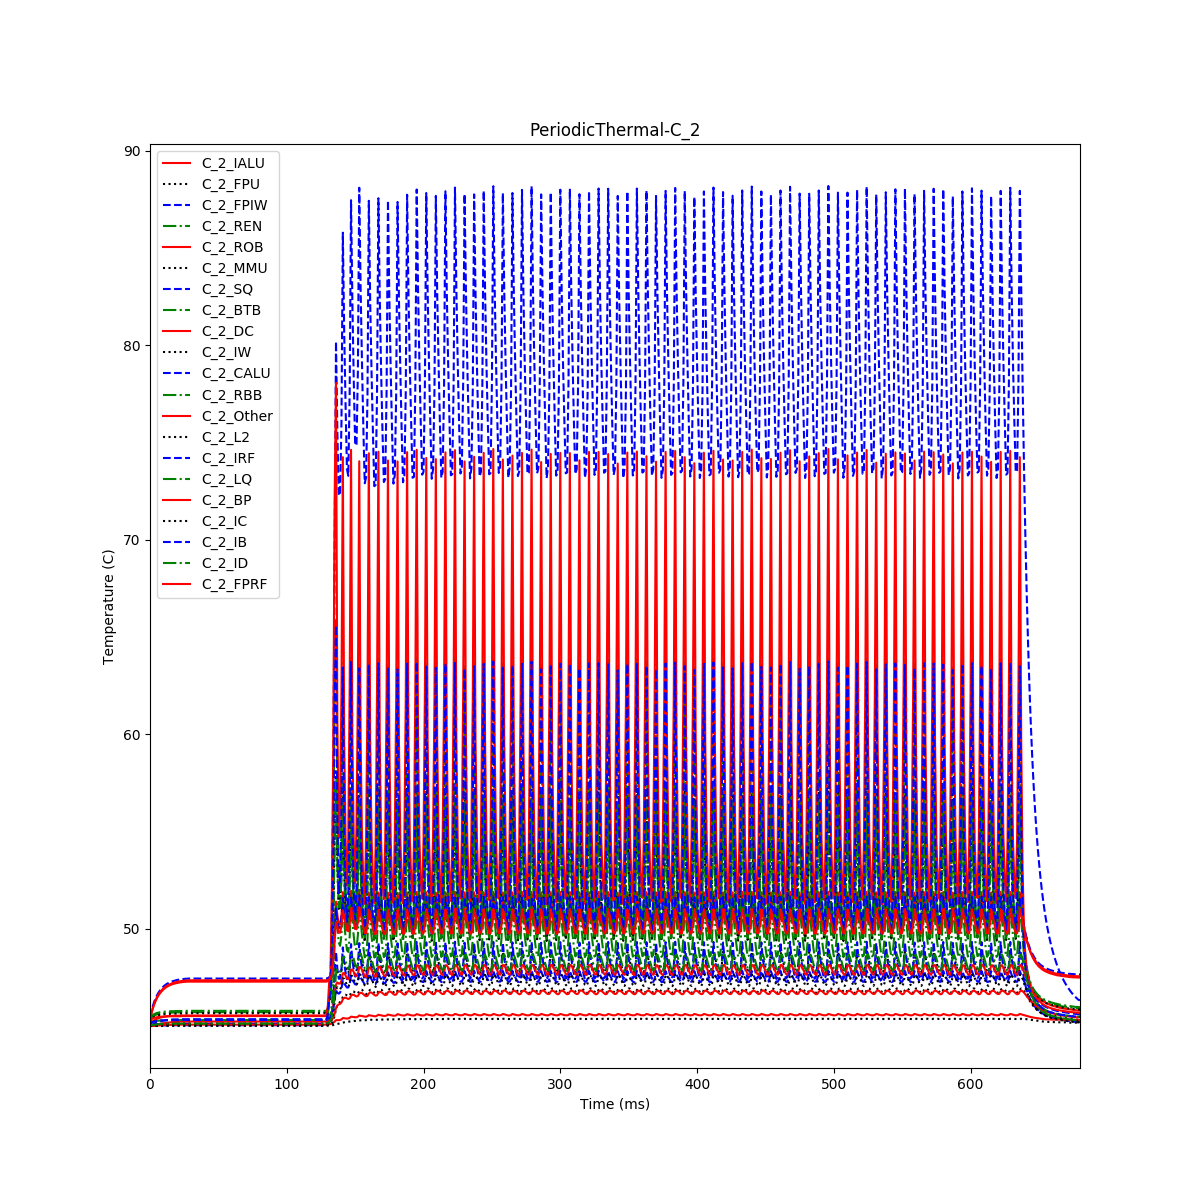 PeriodicThermal-C_2
90
80
70
60
50
Temperature (C)
C_2_IALU
C_2_FPU
C_2_FPIW
C_2_REN
C_2_ROB
C_2_MMU
C_2_SQ
C_2_BTB
C_2_DC
C_2_IW
C_2_CALU
C_2_RBB
C_2_Other
C_2_L2
C_2_IRF
C_2_LQ
C_2_BP
C_2_IC
C_2_IB
C_2_ID
C_2_FPRF
0 100 200 300 400 500 600
Time (ms)